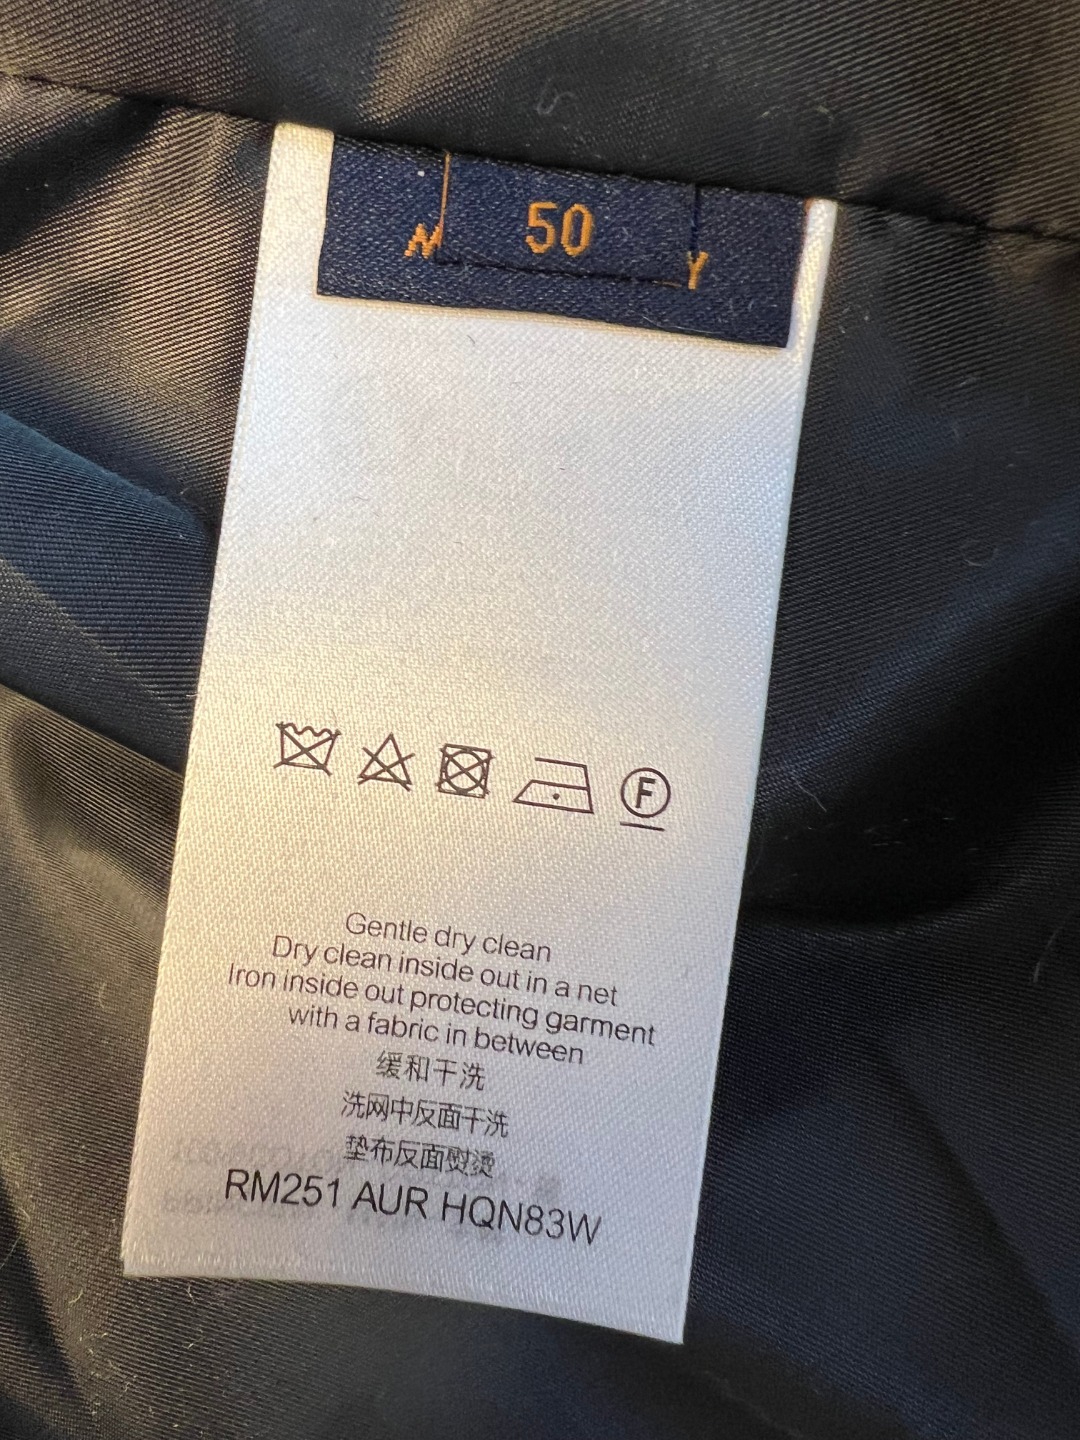 50
Gentle dry clean
Dry clean inside out in a net
Iron inside out protecting garment
with a fabric in between
缓和干洗
洗网中反面干洗
垫布反面熨烫
RM251 AUR HQN83W
F